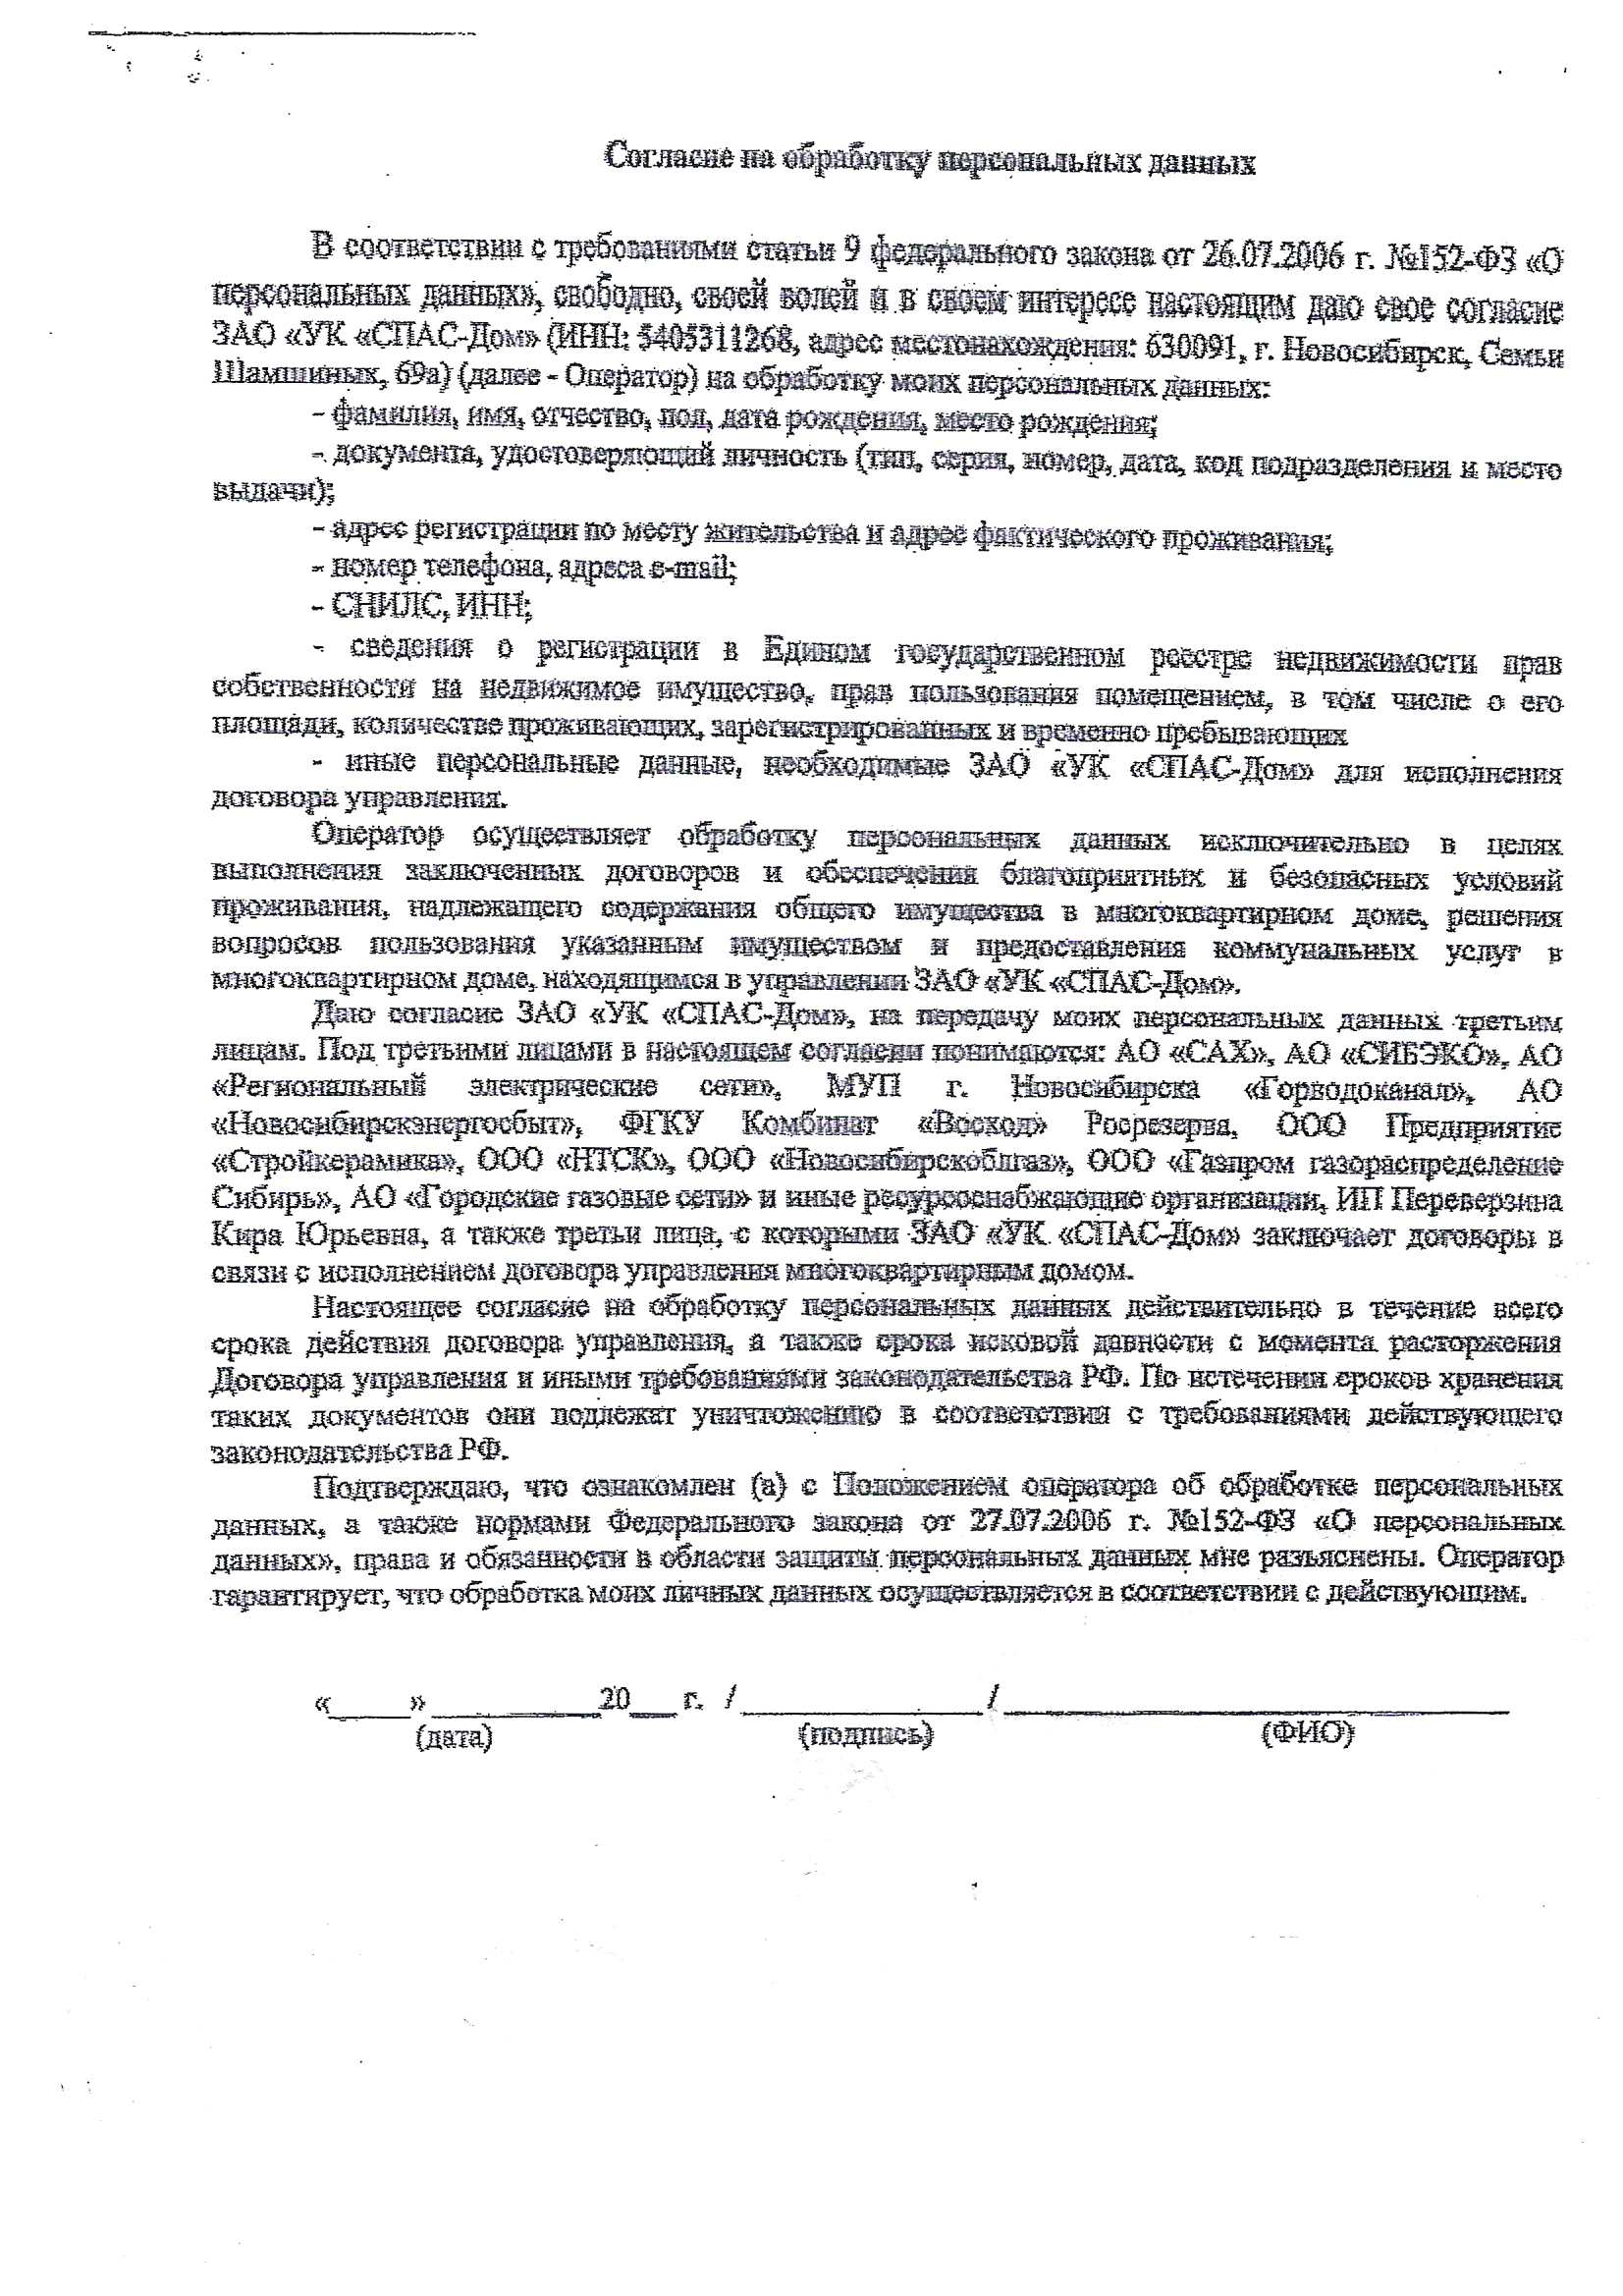 Согласие на обработку персональных данных
В соответствии с требованиями статьи 9 федерального закона от 26.07.2006 г. №152-ФЗ «О
персональных данных», свободно, своей волей и в своем интересе настоящим даю свое согласие
ЗАО «УК «СПАС-Дом» (ИНН: 5405311268, адрес местонахождения: 630091, г. Новосибирск, Семьи
Шамшиных, 69а) (далее - Оператор) на обработку моих персональных данных:
- фамилия, имя, отчество, пол, дата рождения, место рождения;
- документа, удостоверяющий личность (тип, серия, номер, дата, код подразделения и место
выдачи);
- адрес регистрации по месту жительства и адрес фактического проживания;
- номер телефона, адреса e-mail;
- СНИЛС, ИНН;
- сведения о регистрации в Едином государственном реестре недвижимости прав
собственности на недвижимое имущество, прав пользования помещением, в том числе о его
площади, количестве проживающих, зарегистрированных и временно пребывающих
- иные персональные данные, необходимые ЗАО «УК «СПАС-Дом» для исполнения
договора управления.
Оператор осуществляет обработку персональных данных исключительно в целях
выполнения заключенных договоров и обеспечения благоприятных и безопасных условий
проживания, надлежащего содержания общего имущества в многоквартирном доме, решения
вопросов пользования указанным имуществом и предоставления коммунальных услуг в
многоквартирном доме, находящимся в управлении ЗАО «УК «СПАС-Дом».
Даю согласие ЗАО «УК «СПАС-Дом», на передачу моих персональных данных третьим
лицам. Под третьими лицами в настоящем согласии понимаются: АО «САХ», АО «СИБЭКО», АО
«Региональный электрические сети», МУП г. Новосибирска «Горводоканал», АО
«Новосибирскэнергосбыт», ФГКУ Комбинат «Восход» Росрезерва, ООО Предприятие
«Стройкерамика», ООО «НТСК», ООО «Новосибирскоблгаз», ООО «Газпром газораспределение
Сибирь», АО «Городские газовые сети» и иные ресурсоснабжающие организации, ИП Переверзина
Кира Юрьевна, а также третьи лица, с которыми ЗАО «УК «СПАС-Дом» заключает договоры в
связи с исполнением договора управления многоквартирным домом.
Настоящее согласие на обработку персональных данных действительно в течение всего
срока действия договора управления, а также срока исковой давности с момента расторжения
Договора управления и иными требованиями законодательства РФ. По истечении сроков хранения
таких документов они подлежат уничтожению в соответствии с требованиями действующего
законодательства РФ.
Подтверждаю, что ознакомлен (а) с Положением оператора об обработке персональных
данных, а также нормами Федерального закона от 27.07.2006 г. №152-ФЗ «О персональных
данных», права и обязанности в области защиты персональных данных мне разъяснены. Оператор
гарантирует, что обработка моих личных данных осуществляется в соответствии с действующим.
«_____»__________20___ г. /_______________/______________________________
(дата) (подпись) (ФИО)